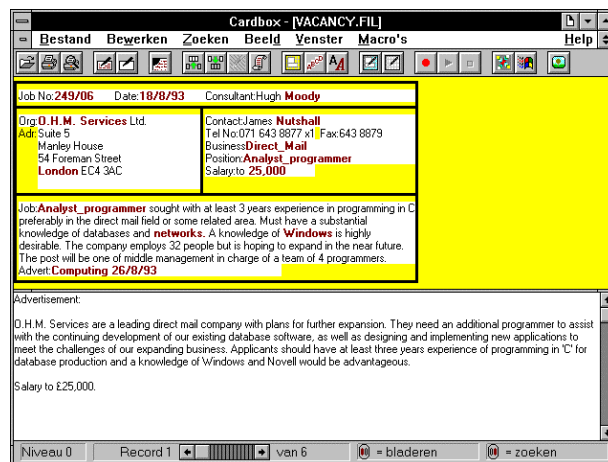 Cardbox - [VACANCY.FIL]
Bestand Bewerken Zoeken Beeld Venster Macro's Help
Job No:249/06 Date:18/8/93 Consultant:Hugh Moody
Org:O.H.M. Services Ltd.
Adr:Suite 5
Manley House
54 Foreman Street
London EC4 3AC
Contact:James Nutshall
Tel No:071 643 8877 x1 Fax:643 8879
Business:Direct_Mail
Position:Analyst_programmer
Salary:to 25,000
Job:Analyst_programmer sought with at least 3 years experience in programming in C
preferably in the direct mail field or some related area. Must have a substantial
knowledge of databases and networks. A knowledge of Windows is highly
desirable. The company employs 32 people but is hoping to expand in the near future.
The post will be one of middle management in charge of a team of 4 programmers.
Advert:Computing 26/8/93
Advertisement:
O.H.M. Services are a leading direct mail company with plans for further expansion. They need an additional programmer to assist
with the continuing development of our existing database software, as well as designing and implementing new applications to
meet the challenges of our expanding business. Applicants should have at least three years experience of programming in 'C' for
database production and a knowledge of Windows and Novell would be advantageous.
Salary to £25,000.
Niveau 0 Record 1 van 6 = bladeren = zoeken